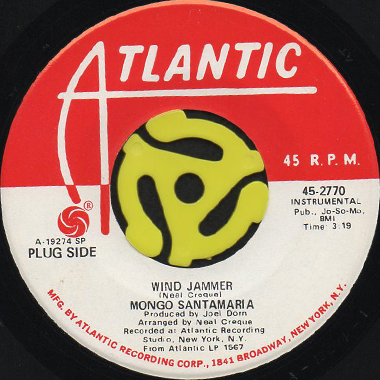 ATLANTIC
45 R.P.M.
®
45-2770
INSTRUMENTAL
Pub., Jo-So-Mo,
BMI
Time: 3:19
A-19274 SP
PLUG SIDE
WIND JAMMER
(Neal Creque)
MONGO SANTAMARIA
Produced by Joel Dorn
Arranged by Neal Creque
Recorded at Atlantic Recording
Studio, New York, N.Y.
From Atlantic LP 1567
MFG. BY ATLANTIC RECORDING CORP., 1841 BROADWAY, NEW YORK, N.Y.